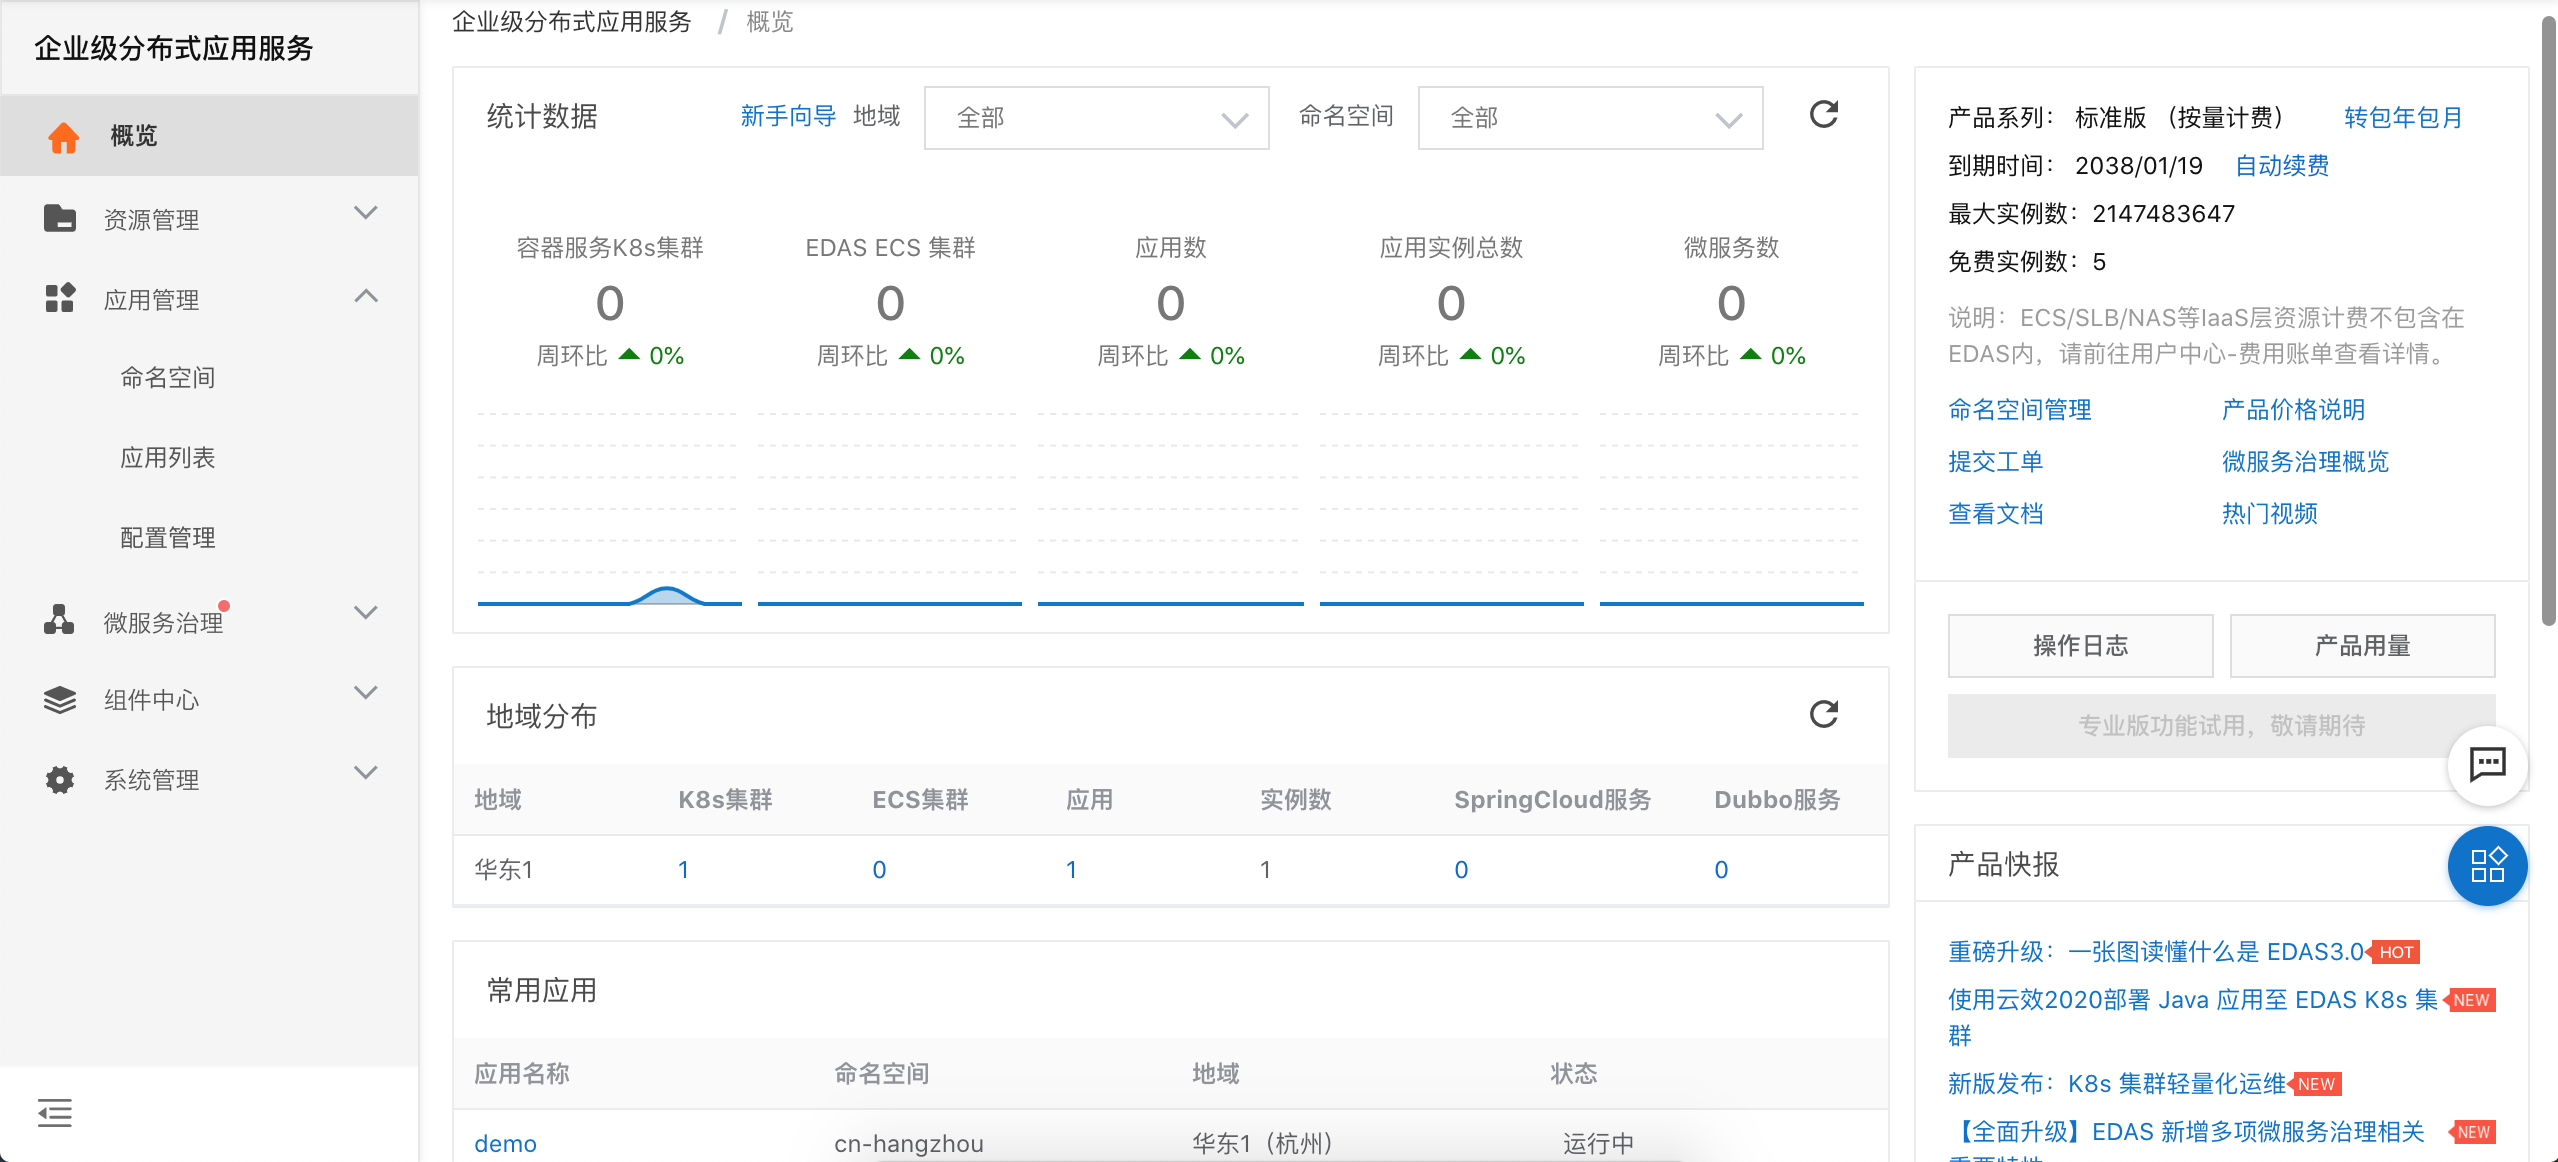 企业级分布式应用服务
概览
资源管理
应用管理
命名空间
应用列表
配置管理
微服务治理
组件中心
系统管理
企业级分布式应用服务 / 概览
统计数据 新手向导 地域 全部 命名空间 全部
容器服务K8s集群 EDAS ECS 集群 应用数 应用实例总数 微服务数
0 0 0 0 0
周环比 0% 周环比 0% 周环比 0% 周环比 0% 周环比 0%
地域分布
地域 K8s集群 ECS集群 应用 实例数 SpringCloud服务 Dubbo服务
华东1 1 0 1 1 0 0
常用应用
应用名称 命名空间 地域 状态
demo cn-hangzhou 华东1（杭州） 运行中
产品系列： 标准版 （按量计费） 转包年包月
到期时间： 2038/01/19 自动续费
最大实例数： 2147483647
免费实例数： 5
说明：ECS/SLB/NAS等IaaS层资源计费不包含在
EDAS内，请前往用户中心-费用账单查看详情。
命名空间管理 产品价格说明
提交工单 微服务治理概览
查看文档 热门视频
操作日志 产品用量
专业版功能试用，敬请期待
产品快报
重磅升级：一张图读懂什么是 EDAS3.0 HOT
使用云效2020部署 Java 应用至 EDAS K8s 集 NEW
群
新版发布：K8s 集群轻量化运维 NEW
【全面升级】EDAS 新增多项微服务治理相关 NEW